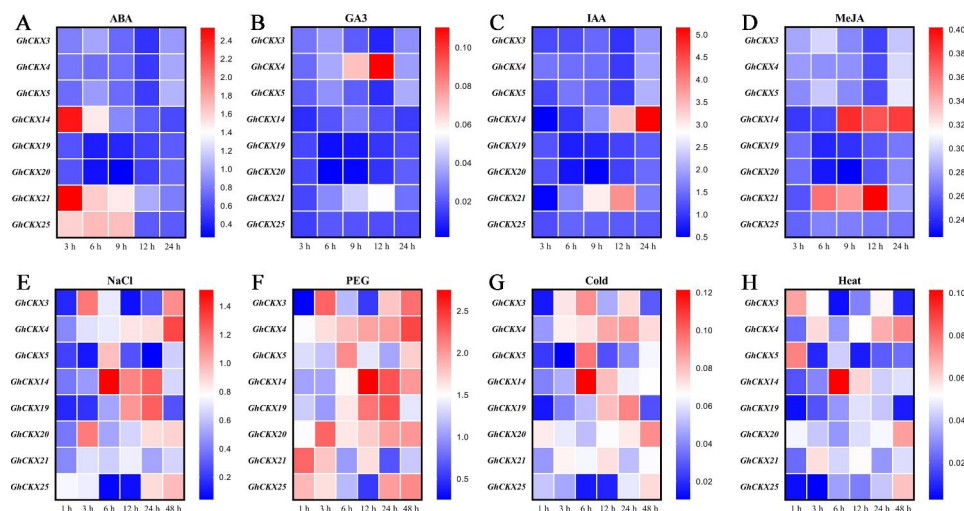 A ABA
GhCKX3
GhCKX4
GhCKX5
GhCKX14
GhCKX19
GhCKX20
GhCKX21
GhCKX25
3 h 6 h 9 h 12 h 24 h
2.4
2.2
2.0
1.8
1.6
1.4
1.2
1.0
0.8
0.6
0.4
B GA3
GhCKX3
GhCKX4
GhCKX5
GhCKX14
GhCKX19
GhCKX20
GhCKX21
GhCKX25
3 h 6 h 9 h 12 h 24 h
0.10
0.08
0.06
0.04
0.02
C IAA
GhCKX3
GhCKX4
GhCKX5
GhCKX14
GhCKX19
GhCKX20
GhCKX21
GhCKX25
3 h 6 h 9 h 12 h 24 h
5.0
4.5
4.0
3.5
3.0
2.5
2.0
1.5
1.0
0.5
D MeJA
GhCKX3
GhCKX4
GhCKX5
GhCKX14
GhCKX19
GhCKX20
GhCKX21
GhCKX25
3 h 6 h 9 h 12 h 24 h
0.40
0.38
0.36
0.34
0.32
0.30
0.28
0.26
0.24
E NaCl
GhCKX3
GhCKX4
GhCKX5
GhCKX14
GhCKX19
GhCKX20
GhCKX21
GhCKX25
1 h 3 h 6 h 12 h 24 h 48 h
1.4
1.2
1.0
0.8
0.6
0.4
0.2
F PEG
GhCKX3
GhCKX4
GhCKX5
GhCKX14
GhCKX19
GhCKX20
GhCKX21
GhCKX25
1 h 3 h 6 h 12 h 24 h 48 h
2.5
2.0
1.5
1.0
0.5
G Cold
GhCKX3
GhCKX4
GhCKX5
GhCKX14
GhCKX19
GhCKX20
GhCKX21
GhCKX25
1 h 3 h 6 h 12 h 24 h 48 h
0.12
0.10
0.08
0.06
0.04
0.02
0.01
H Heat
GhCKX3
GhCKX4
GhCKX5
GhCKX14
GhCKX19
GhCKX20
GhCKX21
GhCKX25
1 h 3 h 6 h 12 h 24 h 48 h
0.10
0.09
0.08
0.07
0.06
0.05
0.04
0.03
0.02
0.01